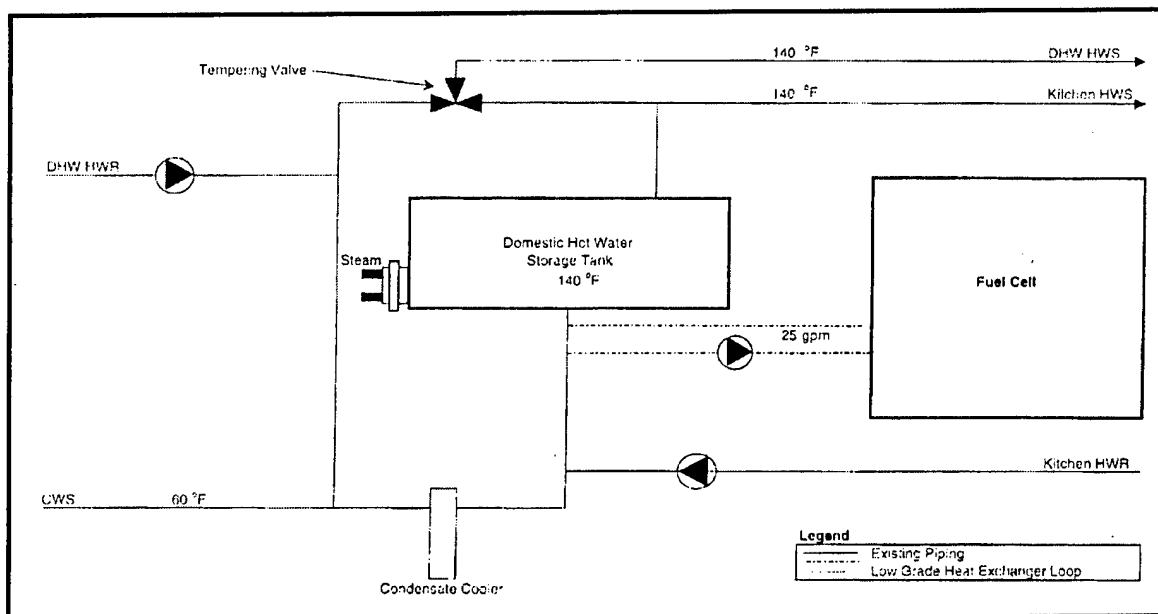 140 °F
DHW HWS
Tempering Valve
140 °F
Kitchen HWS
DHW HWR
Domestic Hot Water
Storage Tank
140 °F
Steam
Fuel Cell
25 gpm
Kitchen HWR
CWS
60 °F
Condensate Cooler
Legend
Existing Piping
Low Grade Heat Exchanger Loop